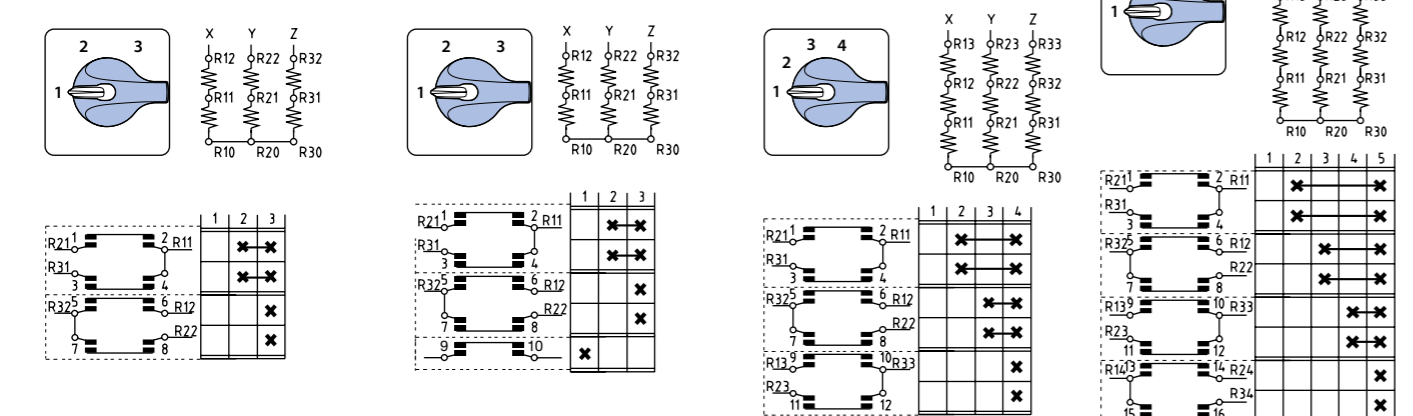 2 3
1
X Y Z
R12 R22 R32
R11 R21 R31
R10 R20 R30
1 2 3
R21 1 2 R11
R31
3 4
R32 5 6 R12
R22
7 8
2 3
1
X Y Z
R12 R22 R32
R11 R21 R31
R10 R20 R30
1 2 3
R21 1 2 R11
R31
3 4
R32 5 6 R12
R22
7 8
9 10
3 4
2
1
X Y Z
R13 R23 R33
R12 R22 R32
R11 R21 R31
R10 R20 R30
1 2 3 4
R21 1 2 R11
R31
3 4
R32 5 6 R12
R22
7 8
R13 9 10 R33
R23
11 12
1
R12 R22 R32
R11 R21 R31
R10 R20 R30
1 2 3 4 5
R21 1 2 R11
R31
3 4
R32 5 6 R12
R22
7 8
R13 9 10 R33
R23
11 12
R14 13 14 R24
R34
15 16